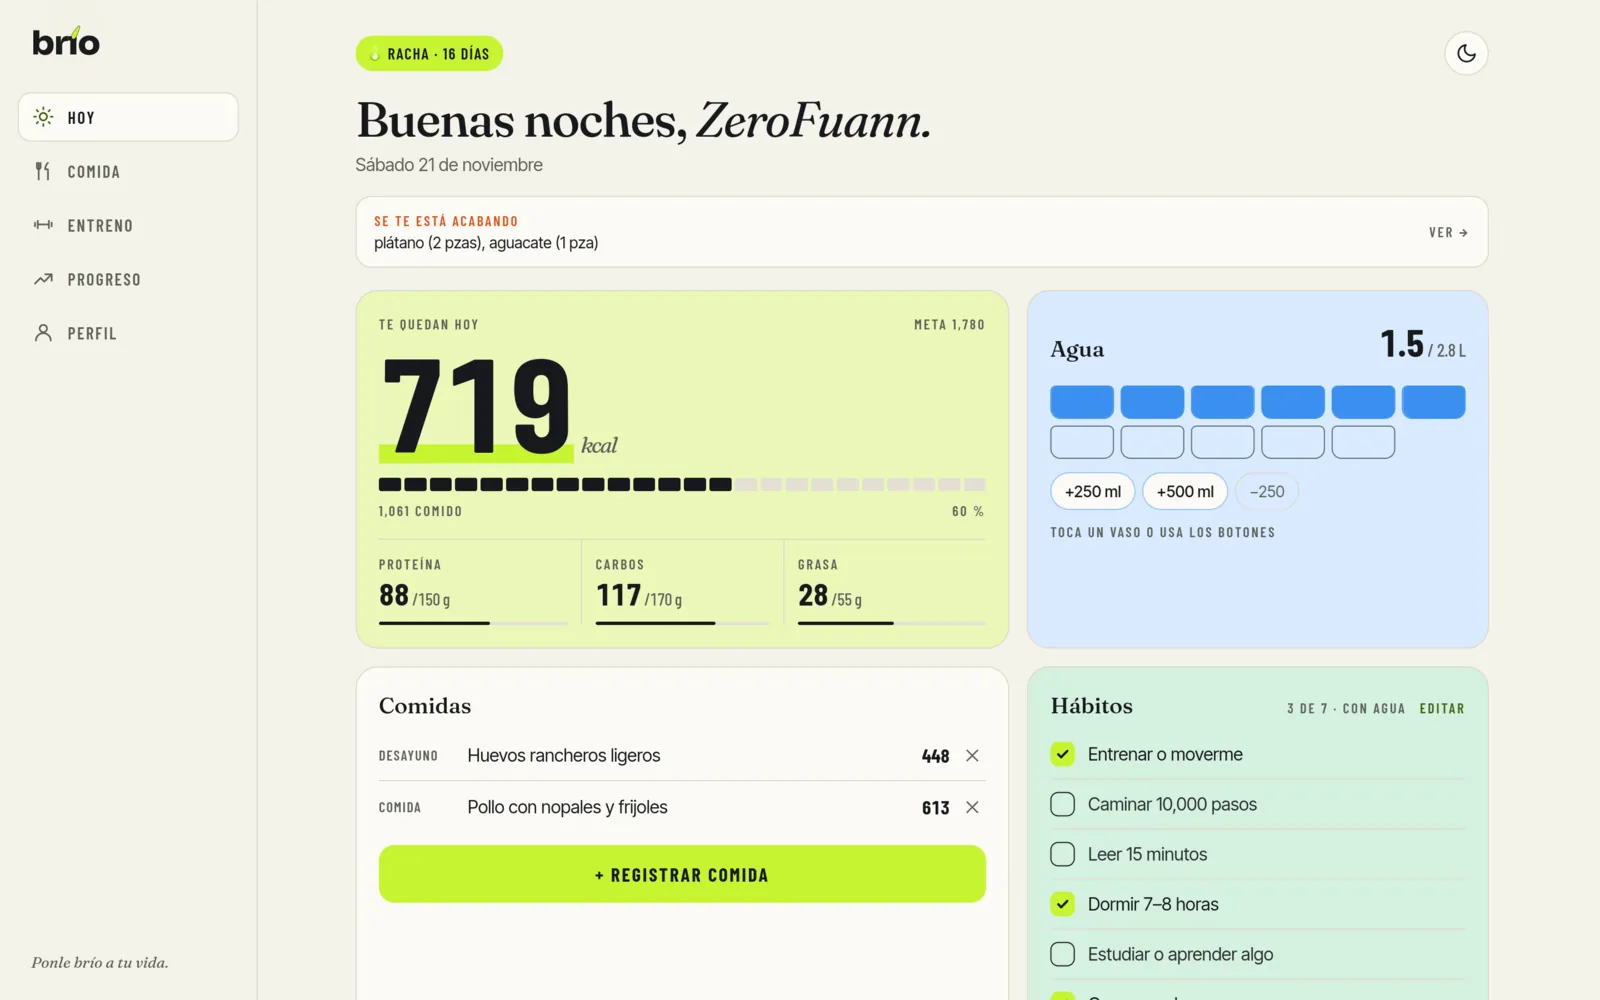 brío
HOY
COMIDA
ENTRENO
PROGRESO
PERFIL
Ponle brío a tu vida.
RACHA · 16 DÍAS
Buenas noches, ZeroFuann.
Sábado 21 de noviembre
SE TE ESTÁ ACABANDO
plátano (2 pzas), aguacate (1 pza)
VER →
TE QUEDAN HOY
META 1,780
719 kcal
1,061 COMIDO
60 %
PROTEÍNA
88 /150 g
CARBOS
117 /170 g
GRASA
28 /55 g
Agua
1.5 / 2.8 L
+250 ml
+500 ml
−250
TOCA UN VASO O USA LOS BOTONES
Comidas
DESAYUNO Huevos rancheros ligeros 448
COMIDA Pollo con nopales y frijoles 613
+ REGISTRAR COMIDA
Hábitos
3 DE 7 · CON AGUA EDITAR
Entrenar o moverme
Caminar 10,000 pasos
Leer 15 minutos
Dormir 7–8 horas
Estudiar o aprender algo